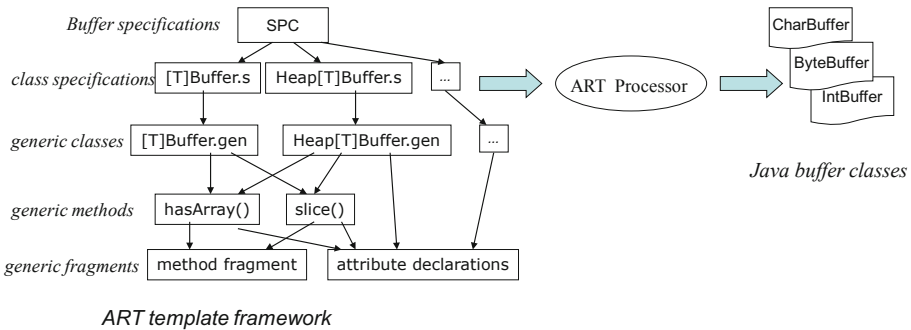 Buffer specifications
SPC
class specifications
[T]Buffer.s
Heap[T]Buffer.s
...
generic classes
[T]Buffer.gen
Heap[T]Buffer.gen
...
generic methods
hasArray()
slice()
generic fragments
method fragment
attribute declarations
ART template framework
ART Processor
CharBuffer
ByteBuffer
IntBuffer
Java buffer classes